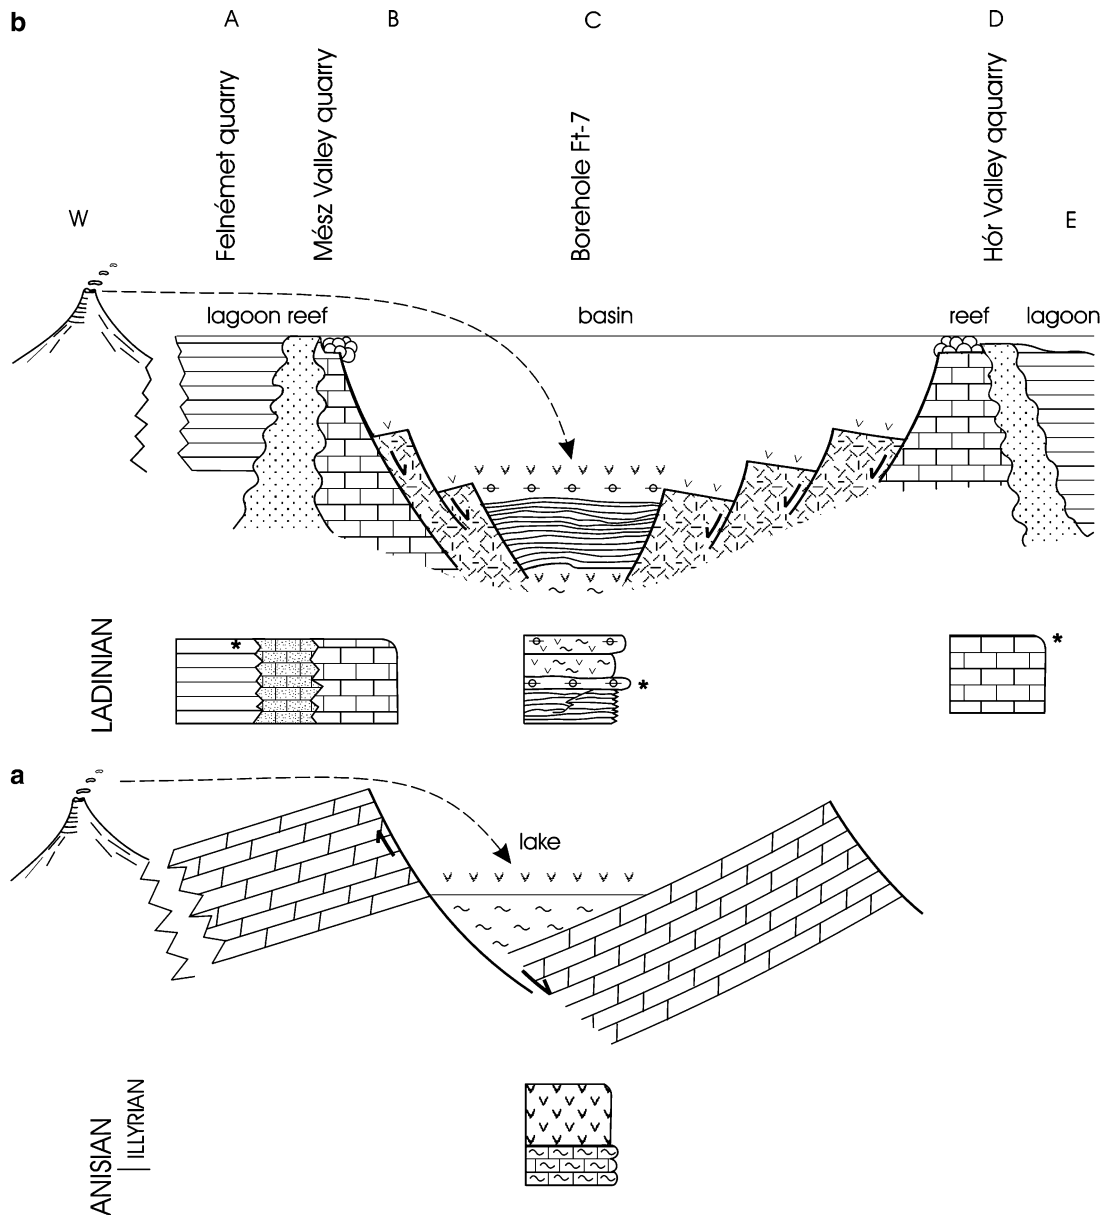 b
A B C D
Felnémet quarry
Mész Valley quarry
Borehole Ft-7
Hór Valley qquarry
W
E
lagoon reef basin reef lagoon
LADINIAN
*
*
*
a
lake
ANISIAN
ILLYRIAN